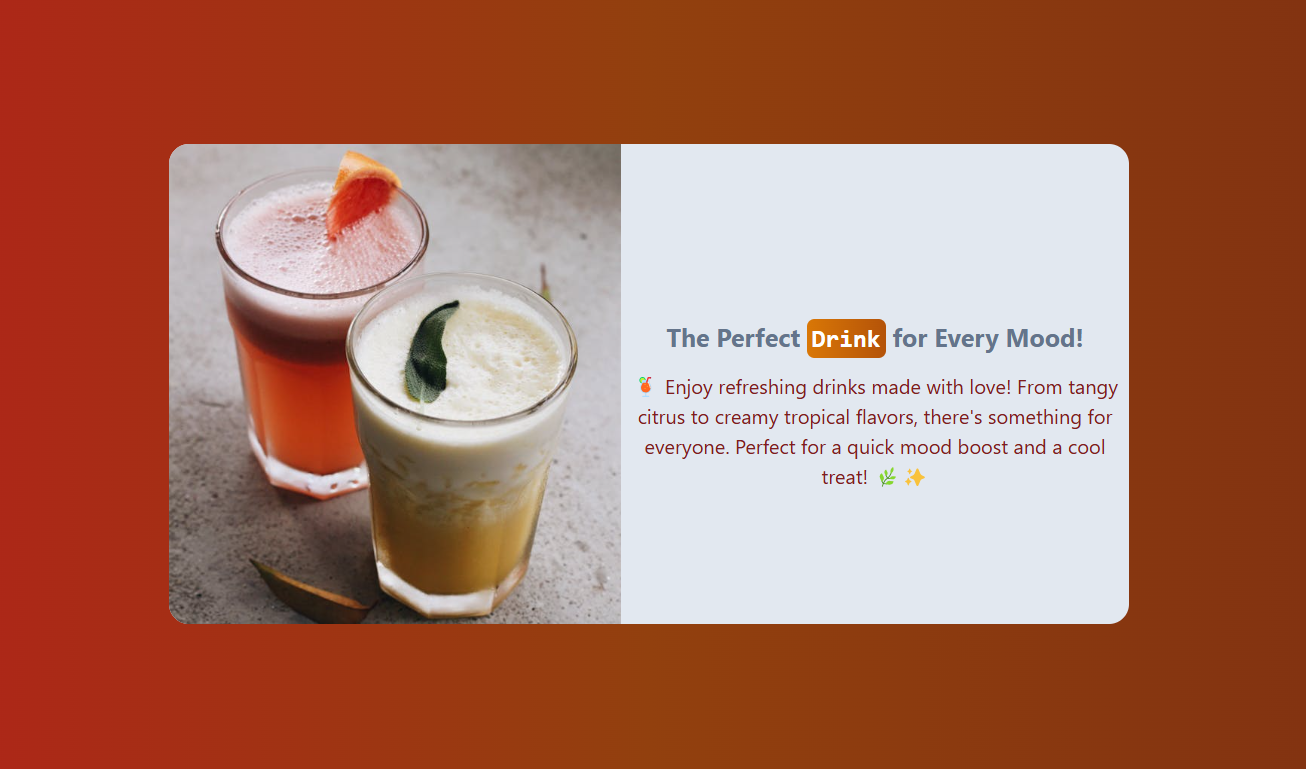 The Perfect Drink for Every Mood!
🍹 Enjoy refreshing drinks made with love! From tangy
citrus to creamy tropical flavors, there's something for
everyone. Perfect for a quick mood boost and a cool
treat! 🌿 ✨